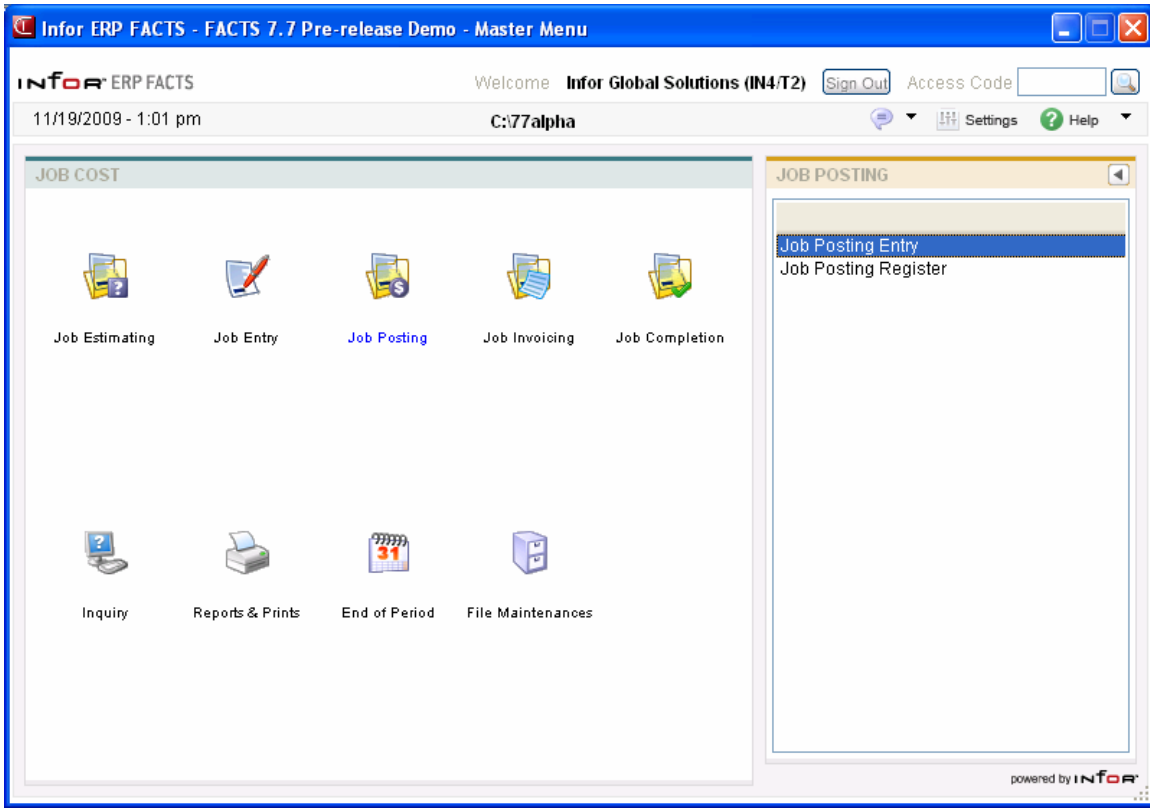 Infor ERP FACTS - FACTS 7.7 Pre-release Demo - Master Menu
infor ERP FACTS
Welcome Infor Global Solutions (IN4/T2) Sign Out Access Code
11/19/2009 - 1:01 pm C:\77alpha Settings ? Help
JOB COST
? $
Job Estimating Job Entry Job Posting Job Invoicing Job Completion
? 31
Inquiry Reports & Prints End of Period File Maintenances
JOB POSTING
Job Posting Entry
Job Posting Register
powered by infor